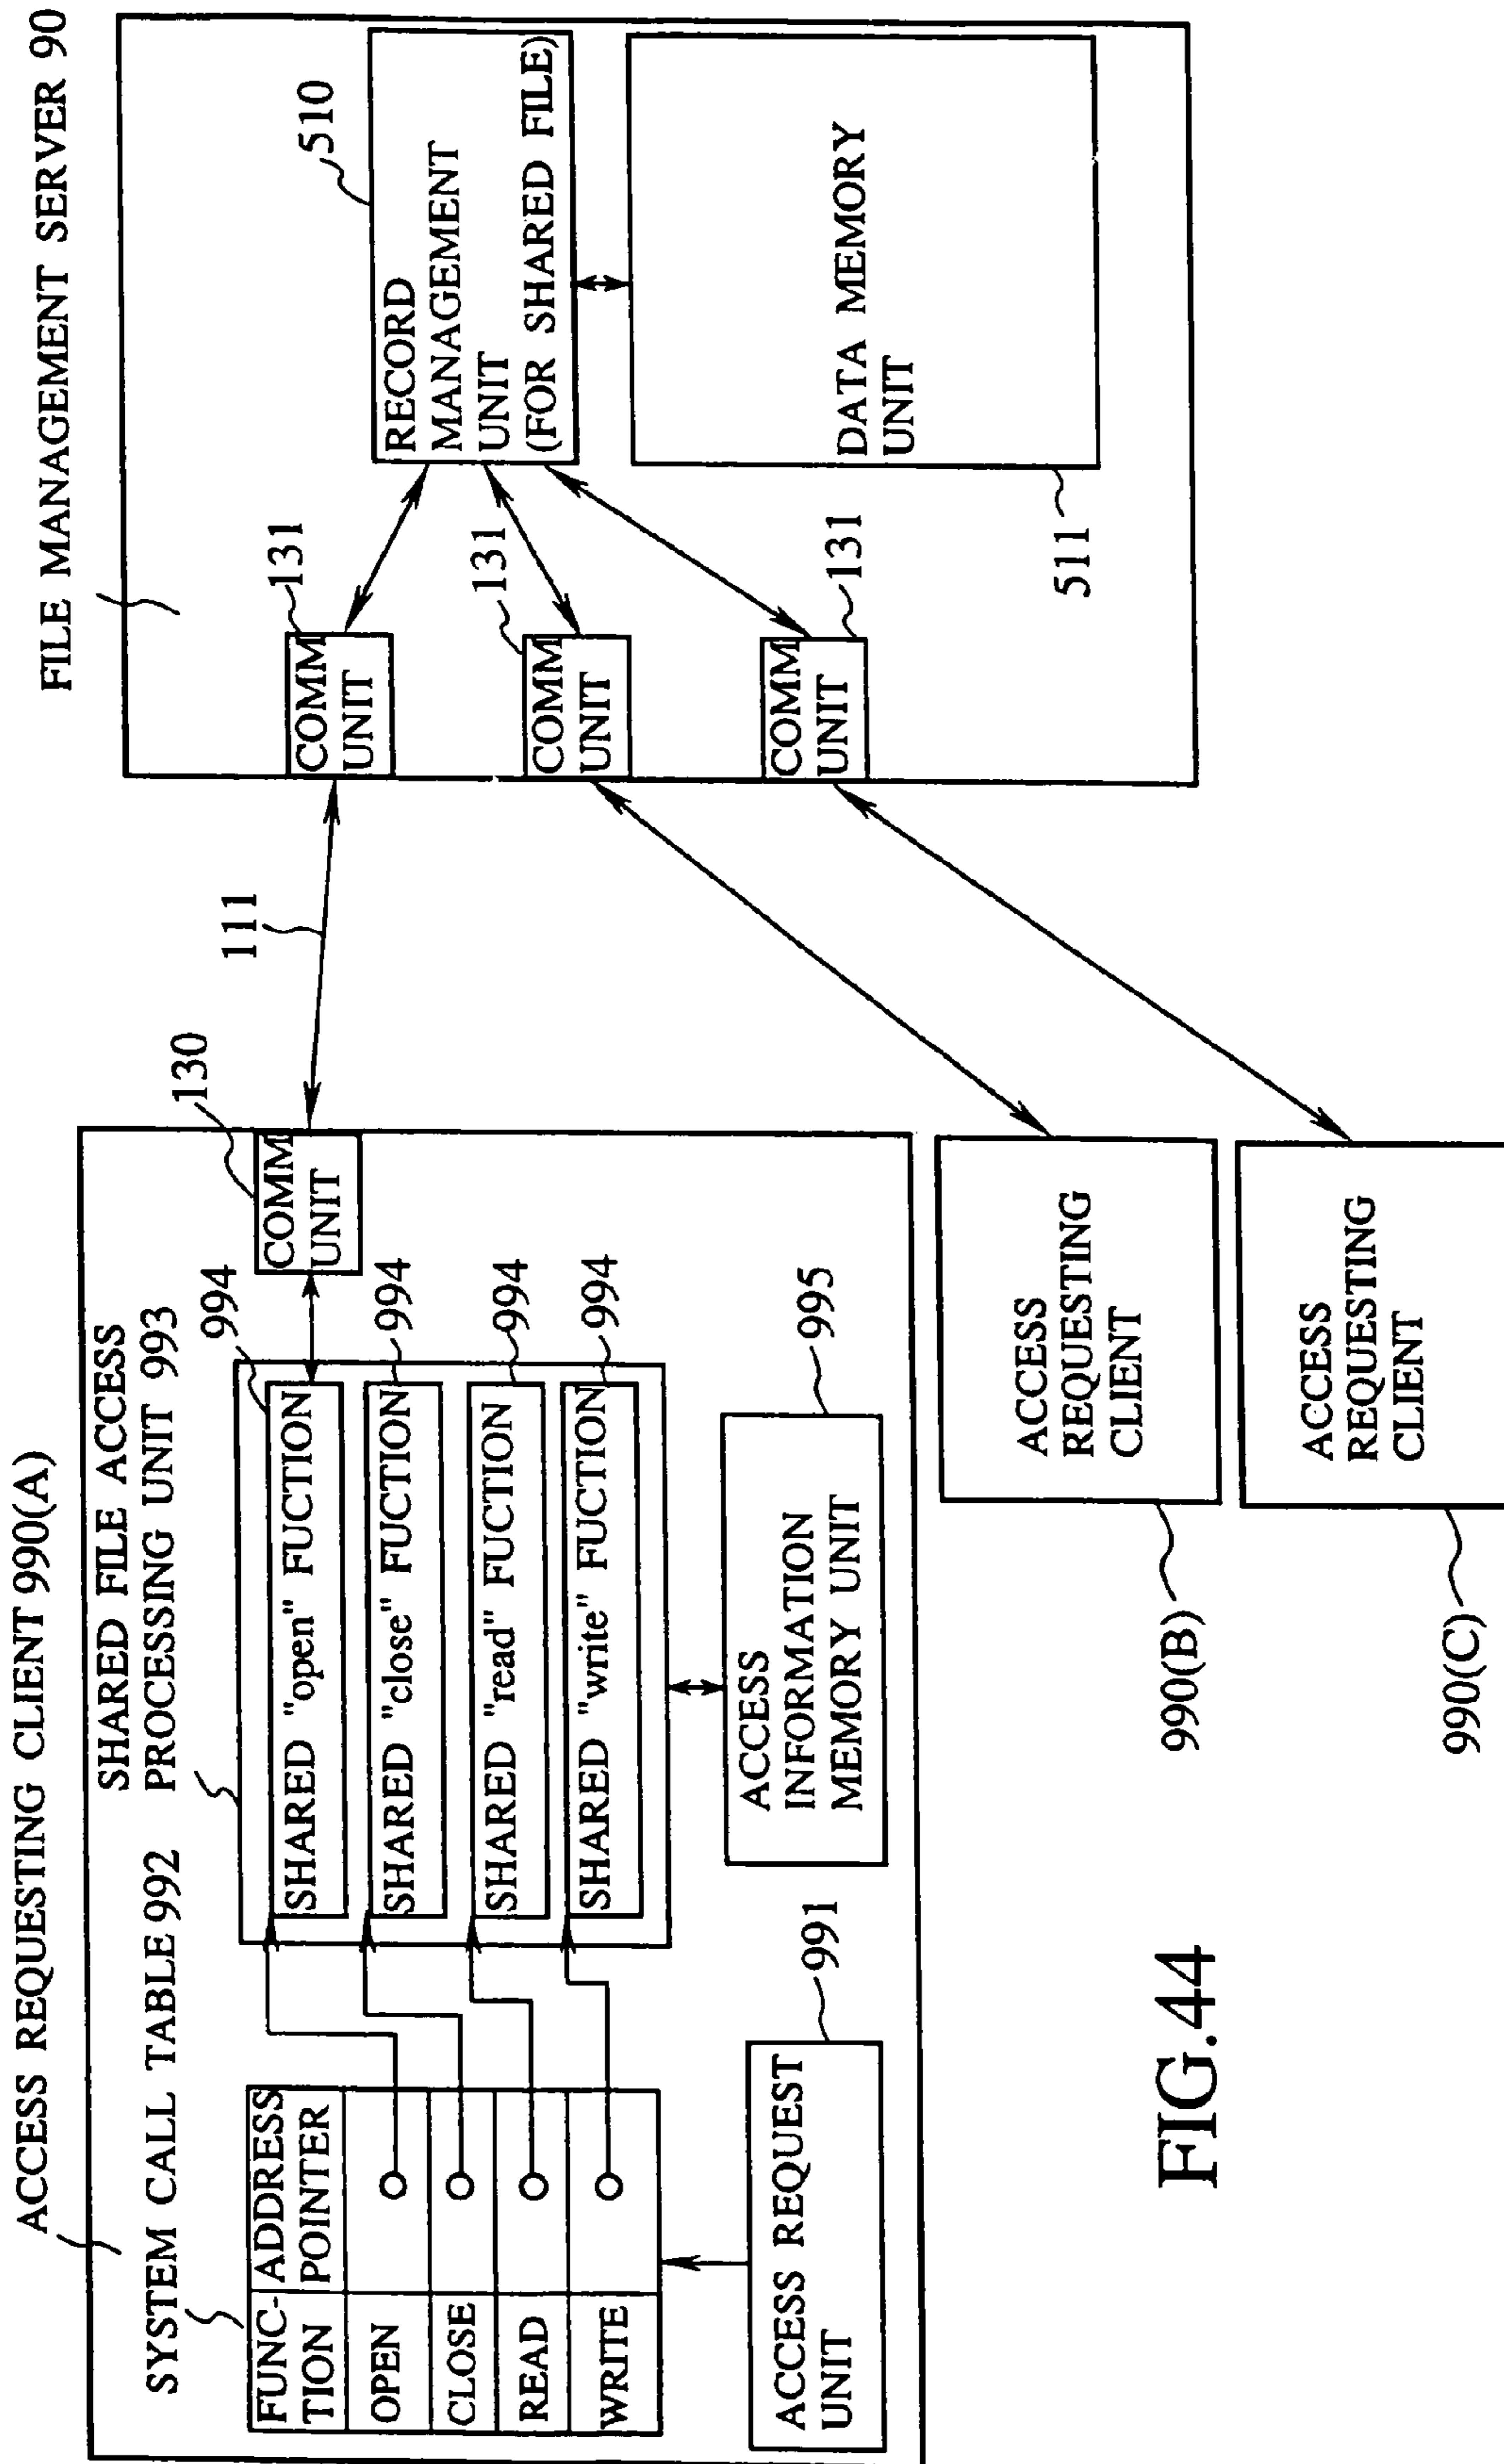 ACCESS REQUESTING CLIENT 990(A)
SYSTEM CALL TABLE 992
FUNC-
TION
ADDRESS
POINTER
OPEN
CLOSE
READ
WRITE
ACCESS REQUEST
UNIT
991
SHARED FILE ACCESS
PROCESSING UNIT 993
SHARED "open" FUCTION
994
SHARED "close" FUCTION
994
SHARED "read" FUCTION
994
SHARED "write" FUCTION
994
ACCESS
INFORMATION
MEMORY UNIT
995
COMM
UNIT
130
111
ACCESS
REQUESTING
CLIENT
990(B)
ACCESS
REQUESTING
CLIENT
990(C)
FILE MANAGEMENT SERVER 90
COMM
UNIT
131
COMM
UNIT
131
COMM
UNIT
131
RECORD
MANAGEMENT
UNIT
(FOR SHARED FILE)
510
DATA MEMORY
UNIT
511
FIG.44